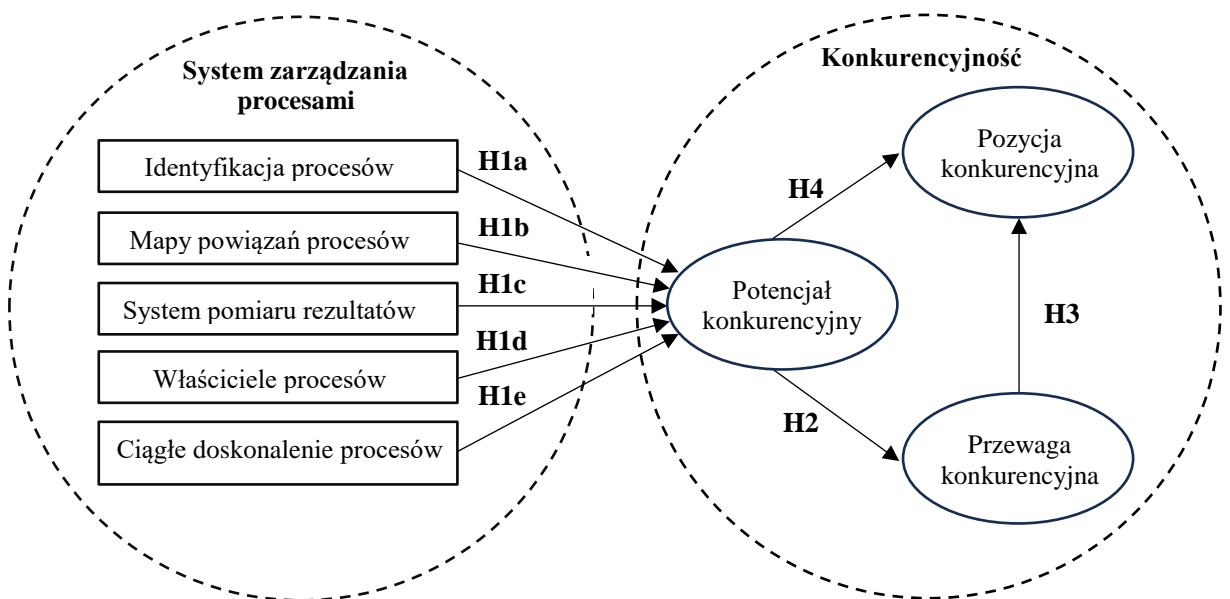 System zarządzania
procesami
Identyfikacja procesów
Mapy powiązań procesów
System pomiaru rezultatów
Właściciele procesów
Ciągłe doskonalenie procesów
H1a
H1b
H1c
H1d
H1e
Konkurencyjność
Pozycja
konkurencyjna
H4
Potencjał
konkurencyjny
H3
H2
Przewaga
konkurencyjna